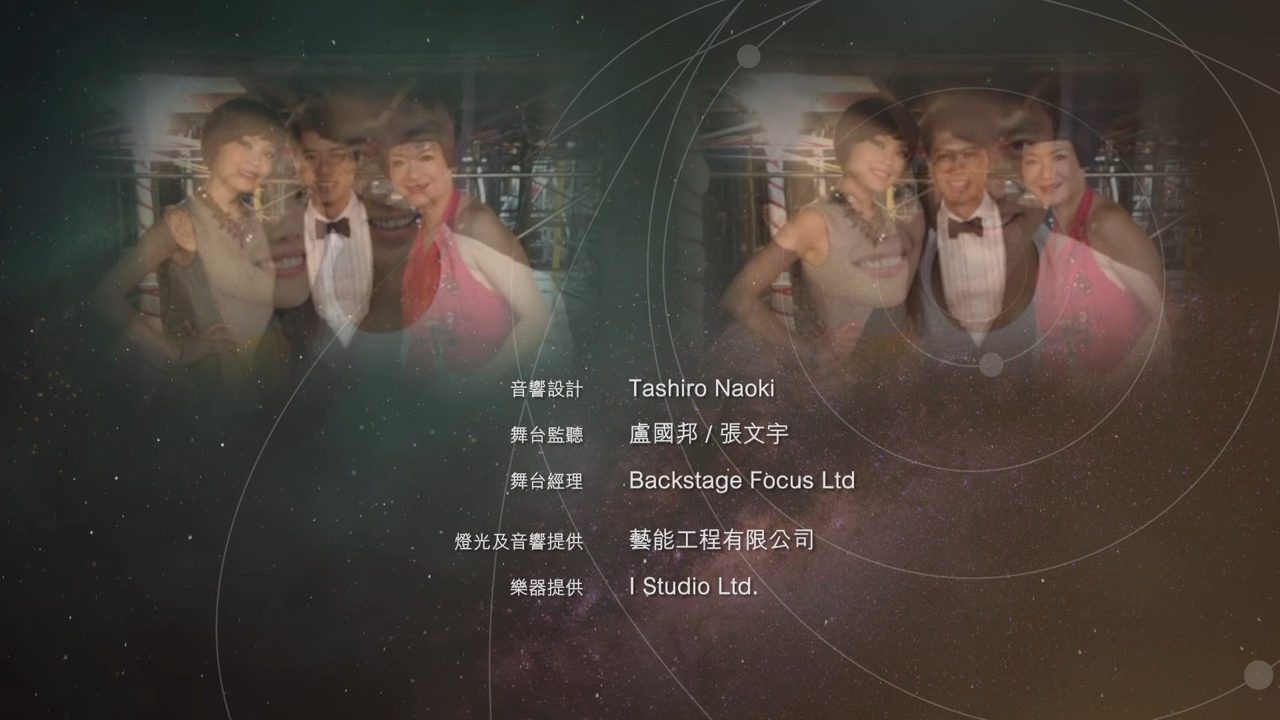 音響設計 Tashiro Naoki
舞台監聽 盧國邦 / 張文宇
舞台經理 Backstage Focus Ltd
燈光及音響提供 藝能工程有限公司
樂器提供 I Studio Ltd.